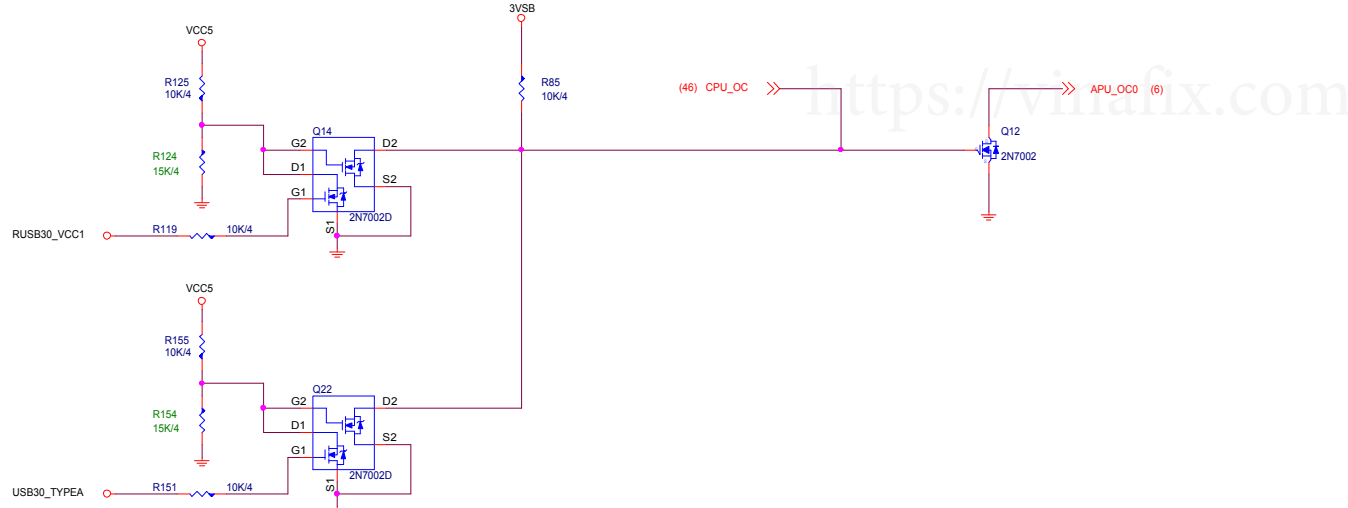 3VSB
VCC5
R125
10K/4
R85
10K/4
(46) CPU_OC
APU_OC0 (6)
https://vinafix.com
Q14
G2
D2
Q12
2N7002
R124
15K/4
D1
S2
G1
2N7002D
S1
RUSB30_VCC1
R119
10K/4
VCC5
R155
10K/4
Q22
G2
D2
R154
15K/4
D1
S2
G1
2N7002D
S1
USB30_TYPEA
R151
10K/4